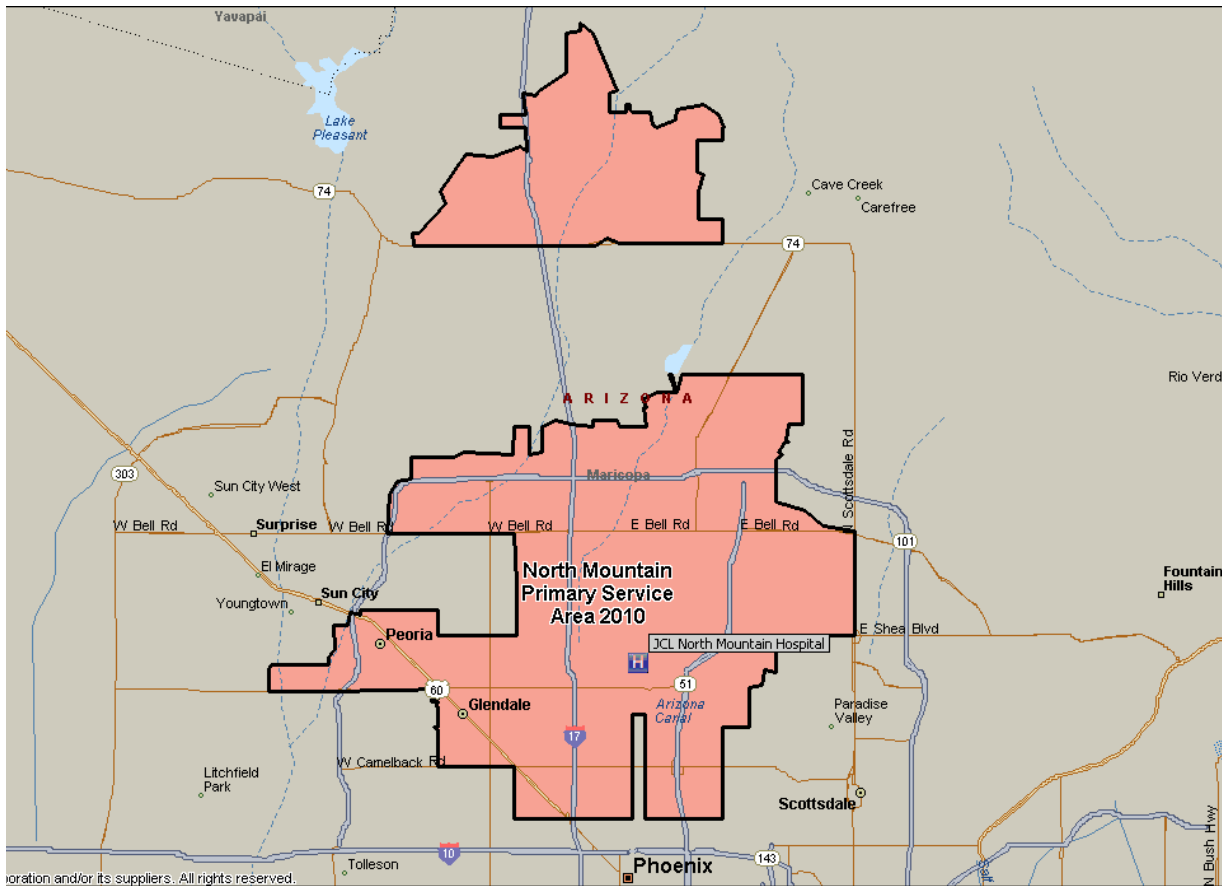 Yavapai
Lake
Pleasant
74
Cave Creek
Carefree
74
ARIZONA
Rio Verd
N Scottsdale Rd
303
Maricopa
Sun City West
W Bell Rd
Surprise
W Bell Rd
W Bell Rd
E Bell Rd
E Bell Rd
101
El Mirage
North Mountain
Primary Service
Area 2010
Fountain
Hills
Sun City
Youngtown
Peoria
E Shea Blvd
JCL North Mountain Hospital
H
60
51
Glendale
Arizona
Canal
Paradise
Valley
17
W Camelback Rd
Litchfield
Park
Scottsdale
N Bush Hwy
10
143
Tolleson
Phoenix
Salt
oration and/or its suppliers. All rights reserved.